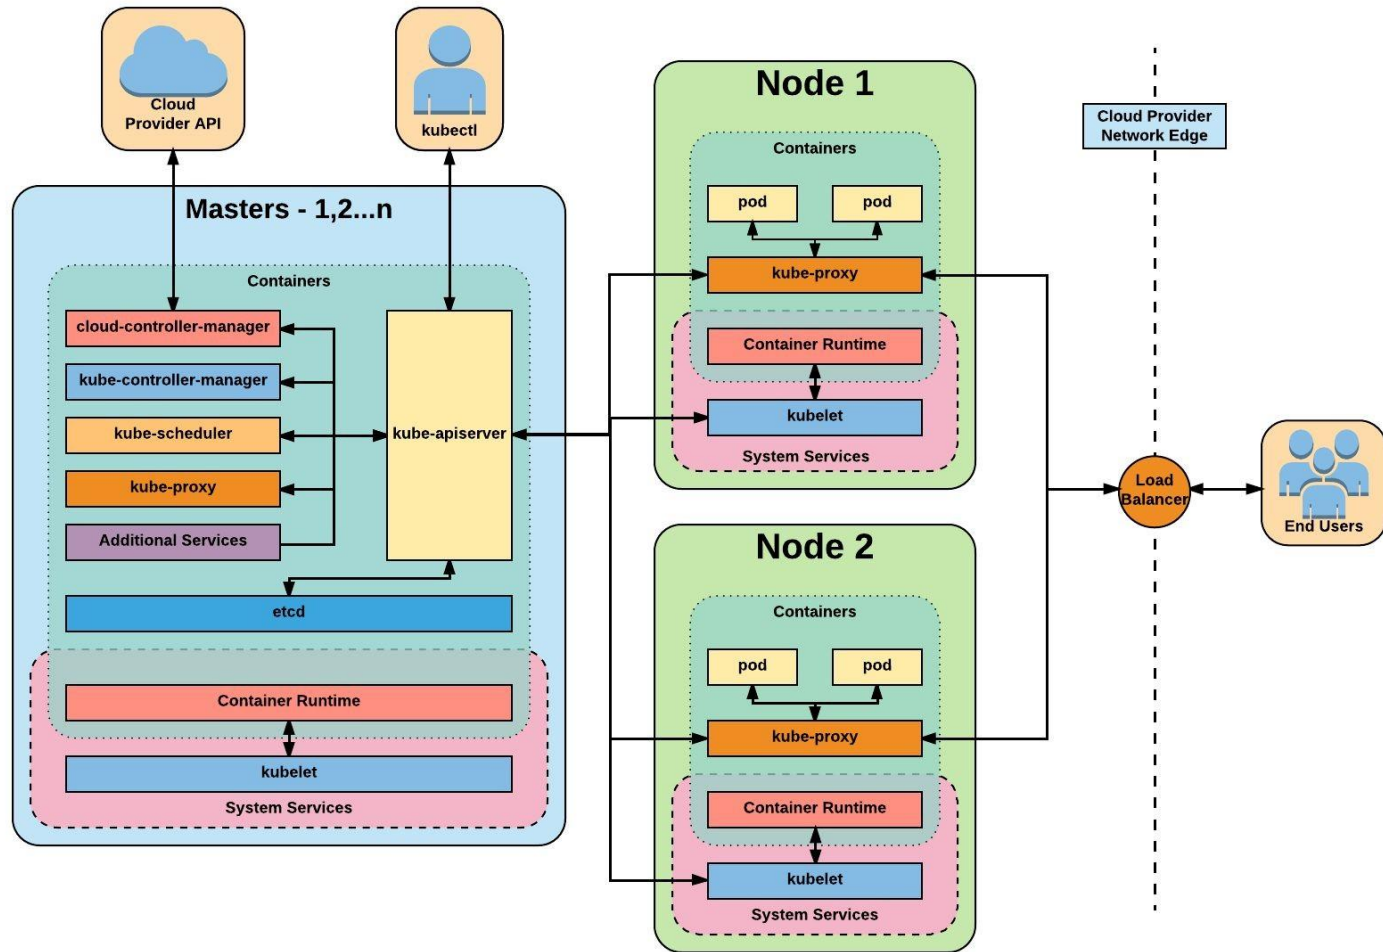 Cloud
Provider API
kubectl
Masters - 1,2...n
Containers
cloud-controller-manager
kube-controller-manager
kube-scheduler
kube-proxy
Additional Services
kube-apiserver
etcd
Container Runtime
kubelet
System Services
Node 1
Containers
pod
pod
kube-proxy
Container Runtime
kubelet
System Services
Node 2
Containers
pod
pod
kube-proxy
Container Runtime
kubelet
System Services
Cloud Provider
Network Edge
Load
Balancer
End Users